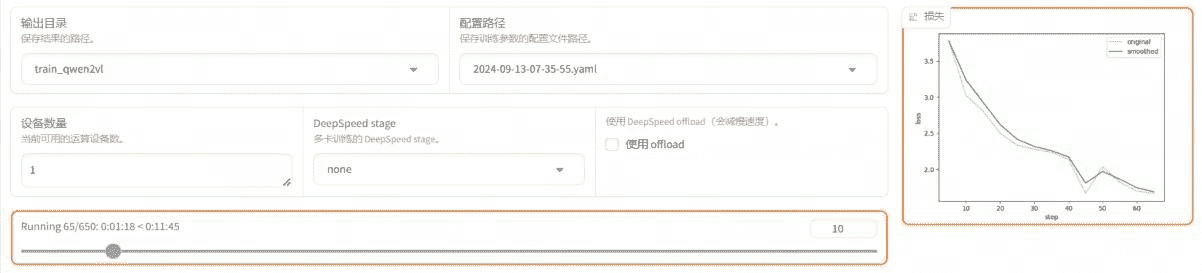 输出目录
保存结果的路径。
train_qwen2vl
配置路径
保存训练参数的配置文件路径。
2024-09-13-07-35-55.yaml
设备数量
当前可用的运算设备数。
1
DeepSpeed stage
多卡训练的 DeepSpeed stage。
none
使用 DeepSpeed offload（会减慢速度）。
使用 offload
Running 65/650: 0:01:18 < 0:11:45
10
损失
original
smoothed
3.5
3.0
2.5
2.0
loss
10 20 30 40 50 60
step